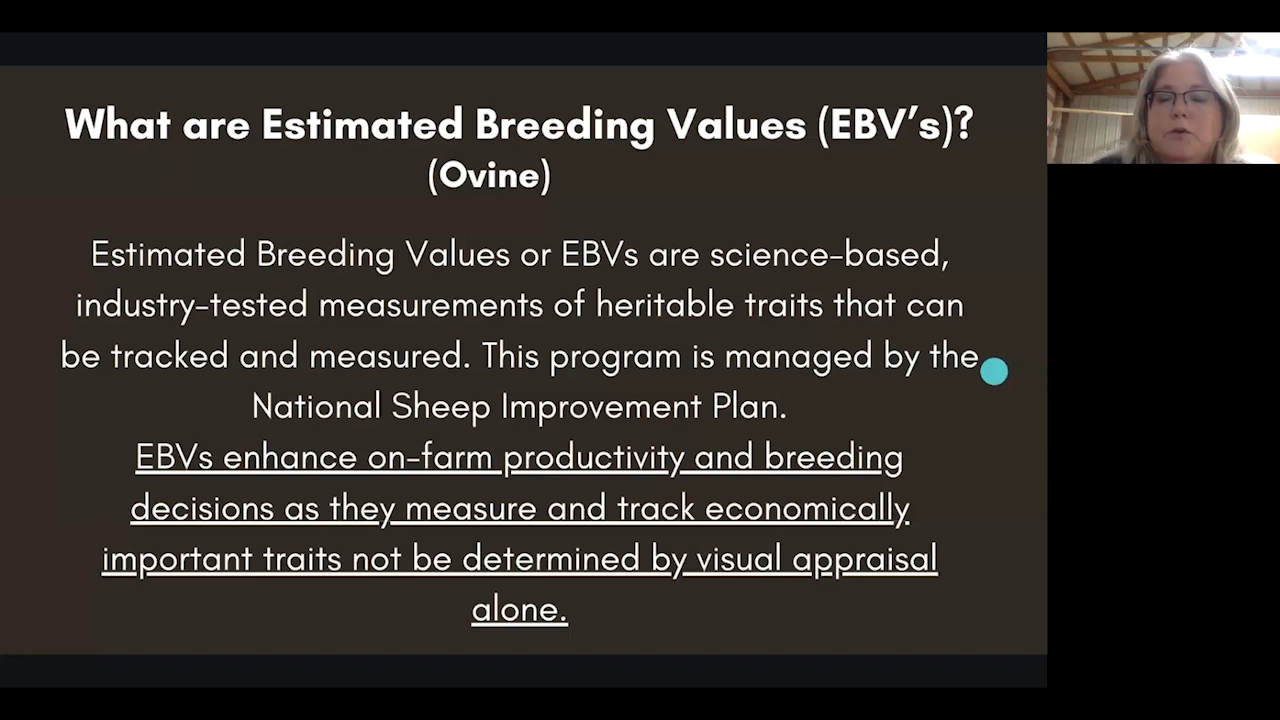 What are Estimated Breeding Values (EBV's)?
(Ovine)
Estimated Breeding Values or EBVs are science-based,
industry-tested measurements of heritable traits that can
be tracked and measured. This program is managed by the
National Sheep Improvement Plan.
EBVs enhance on-farm productivity and breeding
decisions as they measure and track economically
important traits not be determined by visual appraisal
alone.